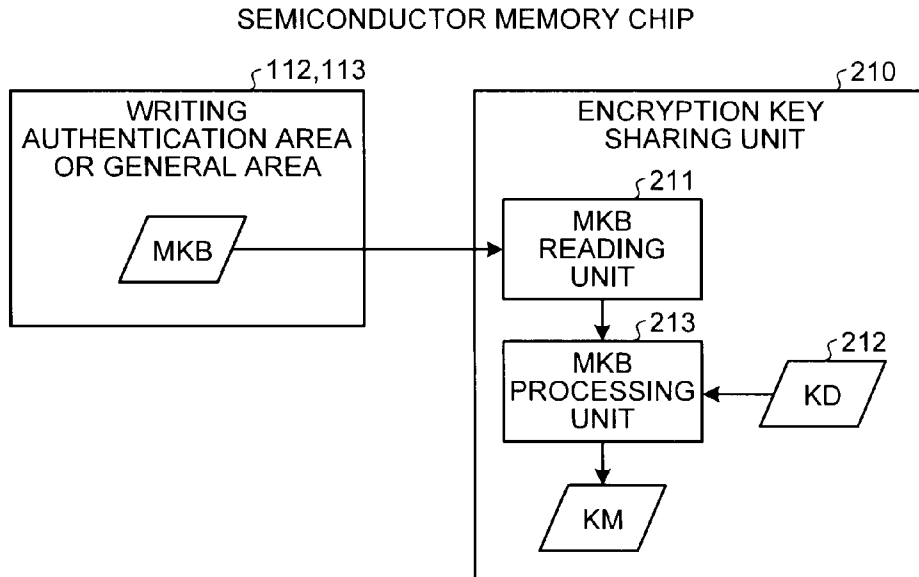 SEMICONDUCTOR MEMORY CHIP
112,113
WRITING
AUTHENTICATION AREA
OR GENERAL AREA
MKB
210
ENCRYPTION KEY
SHARING UNIT
211
MKB
READING
UNIT
213
MKB
PROCESSING
UNIT
212
KD
KM